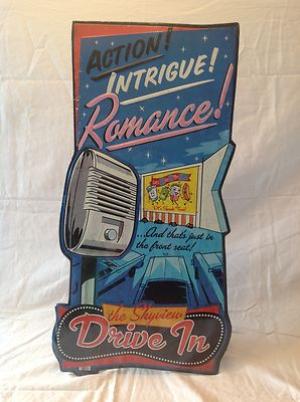 ACTION!
INTRIGUE!
Romance!
...And thats just in
the front seat!
the Skyview
Drive In